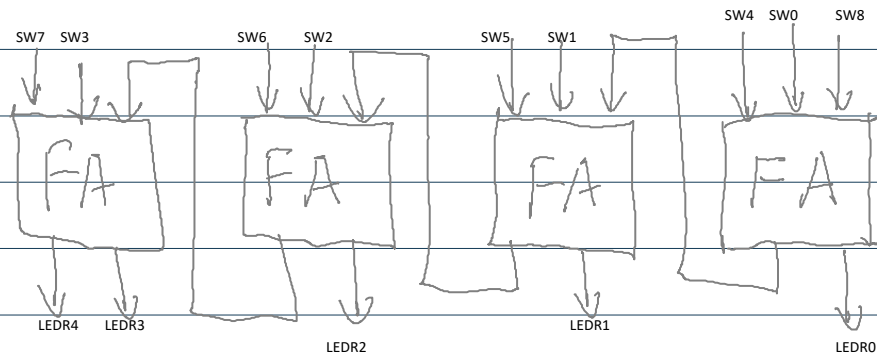 SW7 SW3 SW6 SW2 SW5 SW1 SW4 SW0 SW8
FA FA FA FA
LEDR4 LEDR3 LEDR2 LEDR1 LEDR0